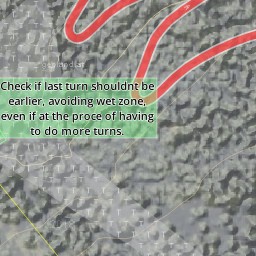 Check if last turn shouldnt be
earlier, avoiding wet zone,
even if at the proce of having
to do more turns.